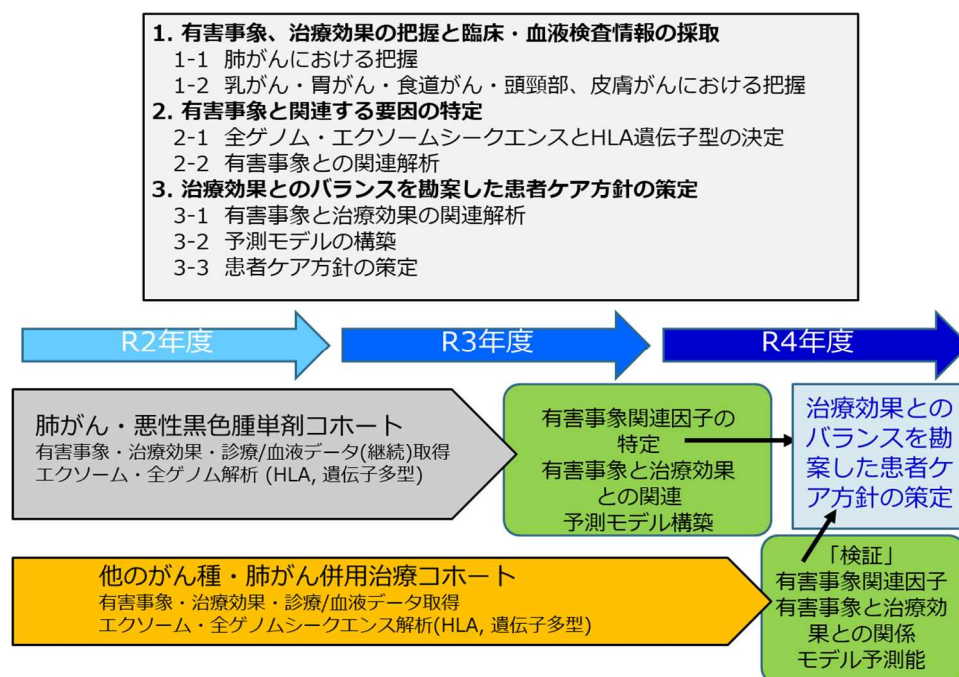 1. 有害事象、治療効果の把握と臨床・血液検査情報の採取
1-1 肺がんにおける把握
1-2 乳がん・胃がん・食道がん・頭頸部、皮膚がんにおける把握
2. 有害事象と関連する要因の特定
2-1 全ゲノム・エクソームシークエンスとHLA遺伝子型の決定
2-2 有害事象との関連解析
3. 治療効果とのバランスを勘案した患者ケア方針の策定
3-1 有害事象と治療効果の関連解析
3-2 予測モデルの構築
3-3 患者ケア方針の策定
R2年度
R3年度
R4年度
肺がん・悪性黒色腫単剤コホート
有害事象・治療効果・診療/血液データ(継続)取得
エクソーム・全ゲノム解析 (HLA, 遺伝子多型)
有害事象関連因子の
特定
有害事象と治療効果
との関連
予測モデル構築
治療効果との
バランスを勘
案した患者ケ
ア方針の策定
他のがん種・肺がん併用治療コホート
有害事象・治療効果・診療/血液データ取得
エクソーム・全ゲノムシークエンス解析(HLA, 遺伝子多型)
「検証」
有害事象関連因子
有害事象と治療効
果との関係
モデル予測能